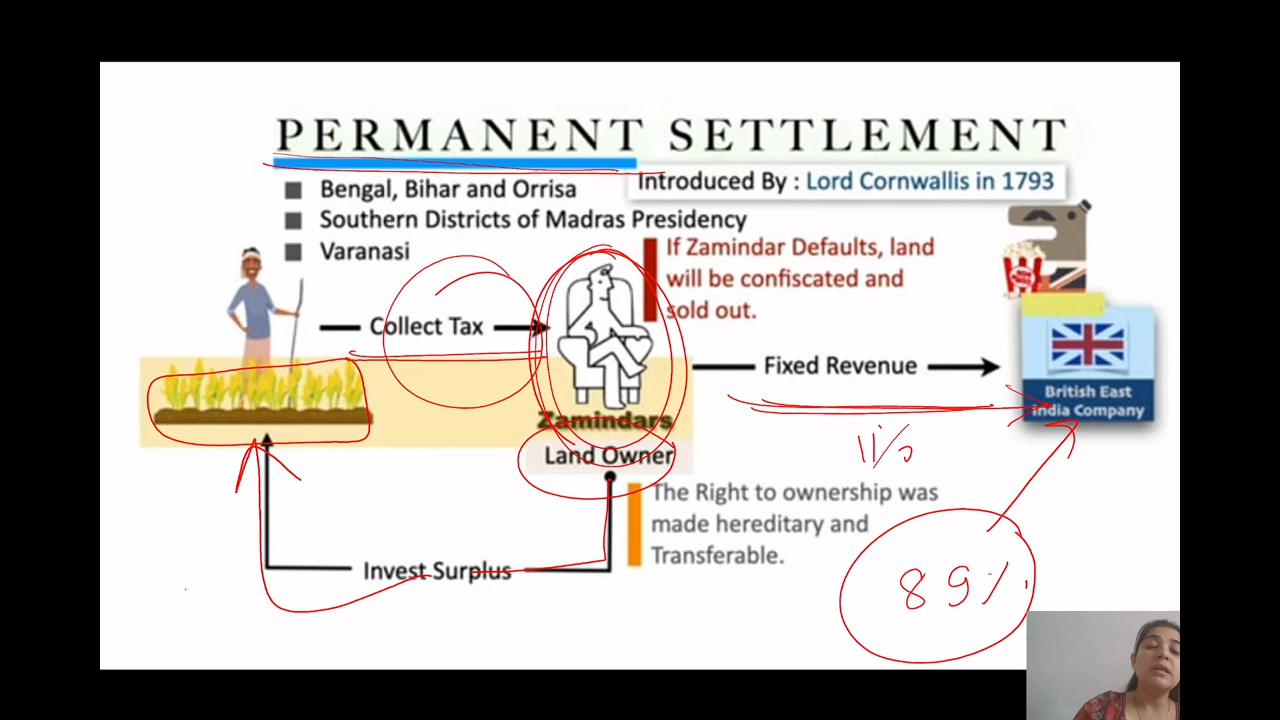 PERMANENT SETTLEMENT
Introduced By : Lord Cornwallis in 1793
Bengal, Bihar and Orrisa
Southern Districts of Madras Presidency
Varanasi
If Zamindar Defaults, land
will be confiscated and
sold out.
Collect Tax
Fixed Revenue
British East
India Company
Zamindars
Land Owner
11%
The Right to ownership was
made hereditary and
Transferable.
Invest Surplus
89%